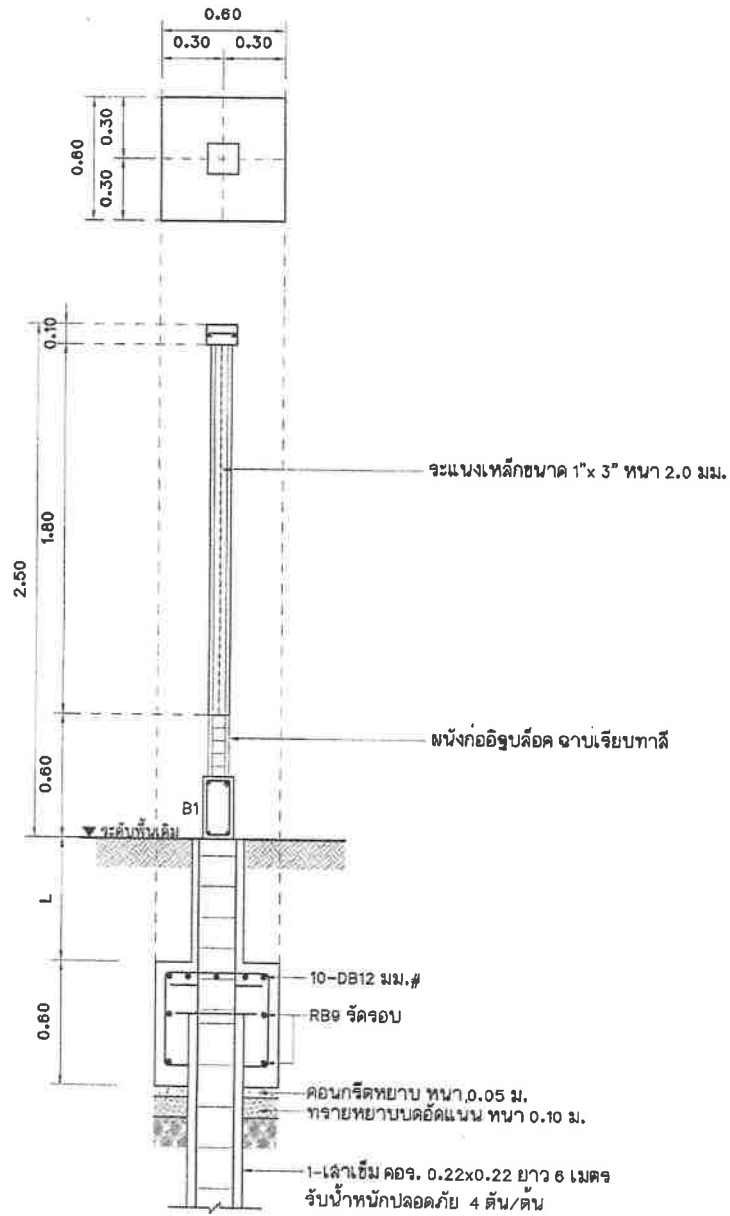 0.60
0.30 0.30
0.60
0.30
0.30
0.10
ระแนงเหล็กขนาด 1"x 3" หนา 2.0 มม.
1.80
2.50
ผนังก่ออิฐบล็อค ฉาบเรียบทาสี
0.60
B1
ระดับพื้นเดิม
L
10-DB12 มม.#
RB9 รัดรอบ
0.60
คอนกรีตหยาบ หนา 0.05 ม.
ทรายหยาบบดอัดแน่น หนา 0.10 ม.
1-เสาเข็ม คอร. 0.22x0.22 ยาว 6 เมตร
รับน้ำหนักปลอดภัย 4 ตัน/ต้น